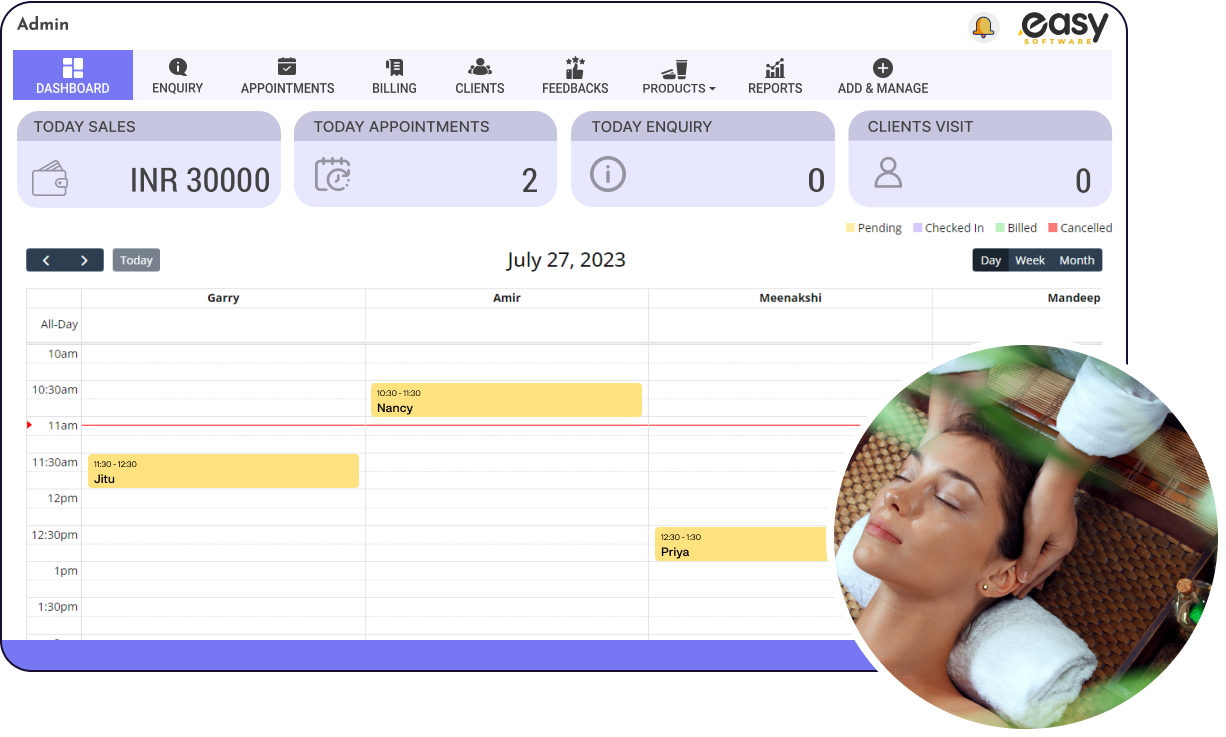 Admin
easy
SOFTWARE
DASHBOARD
ENQUIRY
APPOINTMENTS
BILLING
CLIENTS
FEEDBACKS
PRODUCTS
REPORTS
ADD & MANAGE
TODAY SALES
INR 30000
TODAY APPOINTMENTS
2
TODAY ENQUIRY
0
CLIENTS VISIT
0
Pending
Checked In
Billed
Cancelled
Today
July 27, 2023
Day
Week
Month
Garry
Amir
Meenakshi
Mandeep
All-Day
10am
10:30am
10:30 - 11:30
Nancy
11am
11:30am
11:30 - 12:30
Jitu
12pm
12:30pm
12:30 - 1:30
Priya
1pm
1:30pm